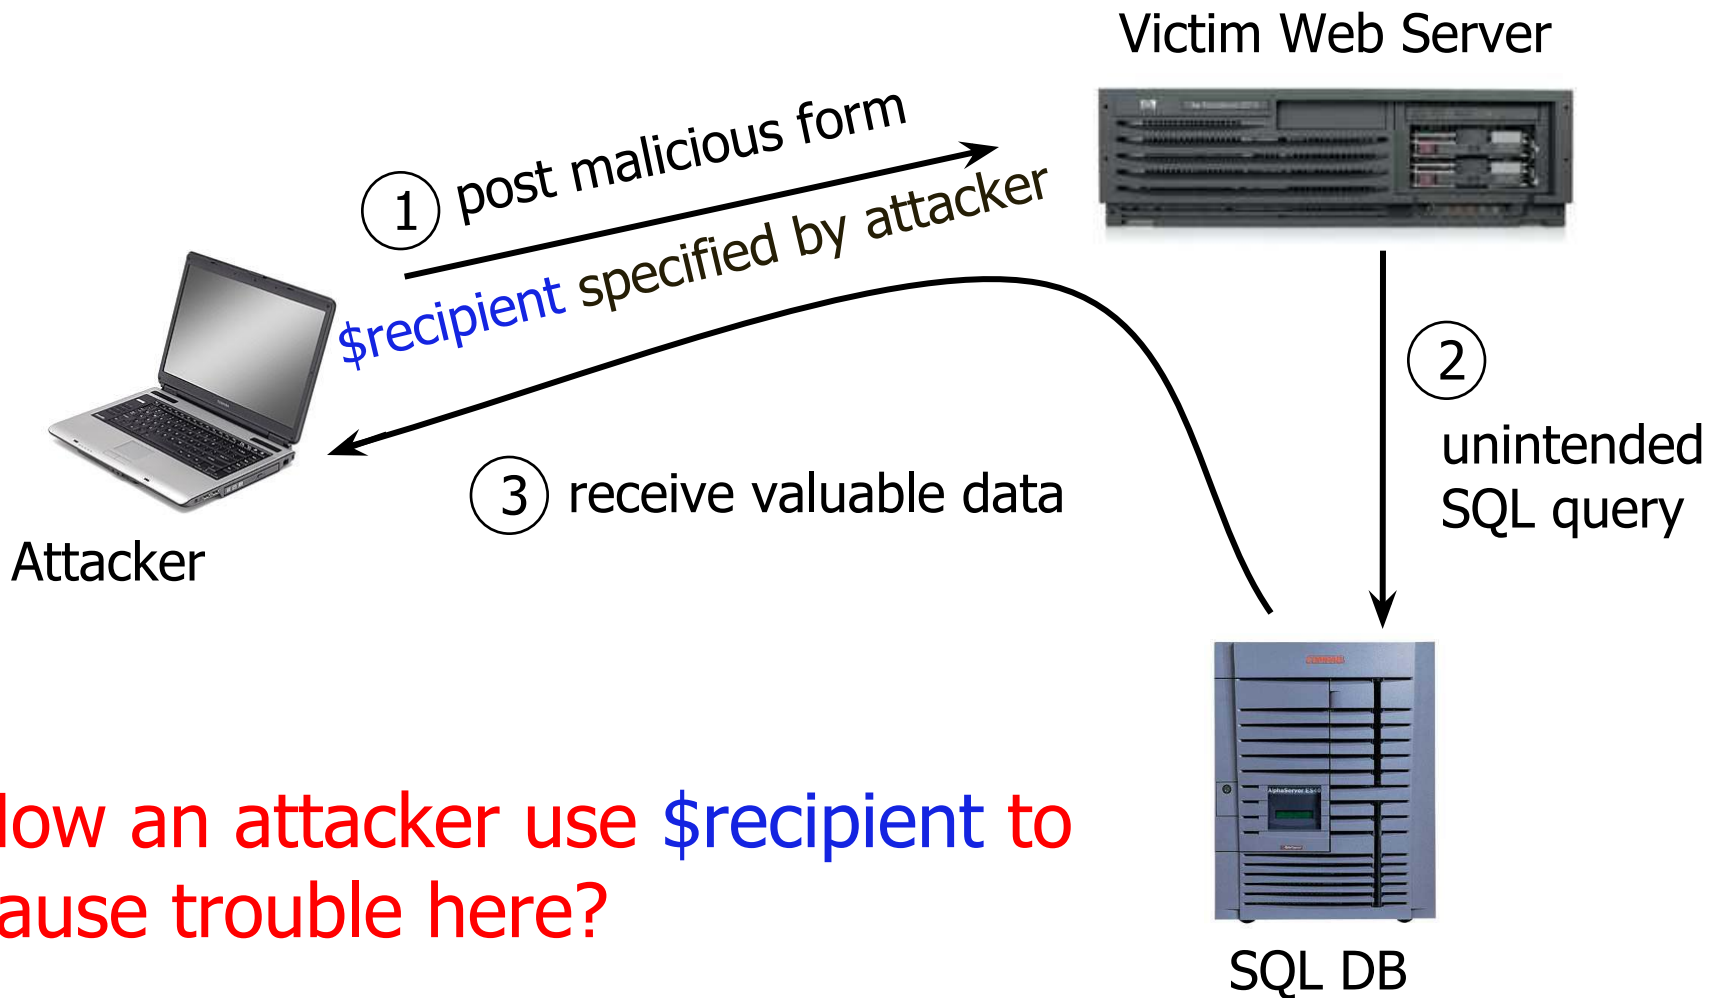 Victim Web Server
1 post malicious form
$recipient specified by attacker
2
unintended
SQL query
3 receive valuable data
Attacker
low an attacker use $recipient to
ause trouble here?
SQL DB